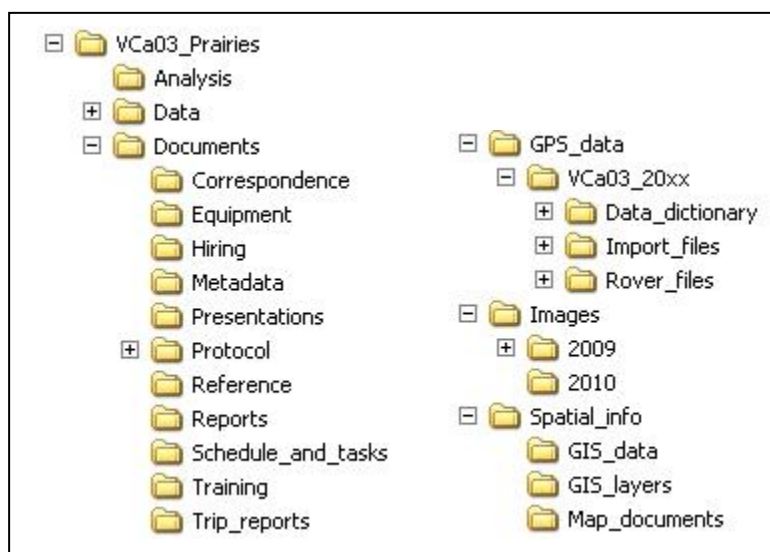 VCa03_Prairies
Analysis
Data
Documents
Correspondence
Equipment
Hiring
Metadata
Presentations
Protocol
Reference
Reports
Schedule_and_tasks
Training
Trip_reports
GPS_data
VCa03_20xx
Data_dictionary
Import_files
Rover_files
Images
2009
2010
Spatial_info
GIS_data
GIS_layers
Map_documents